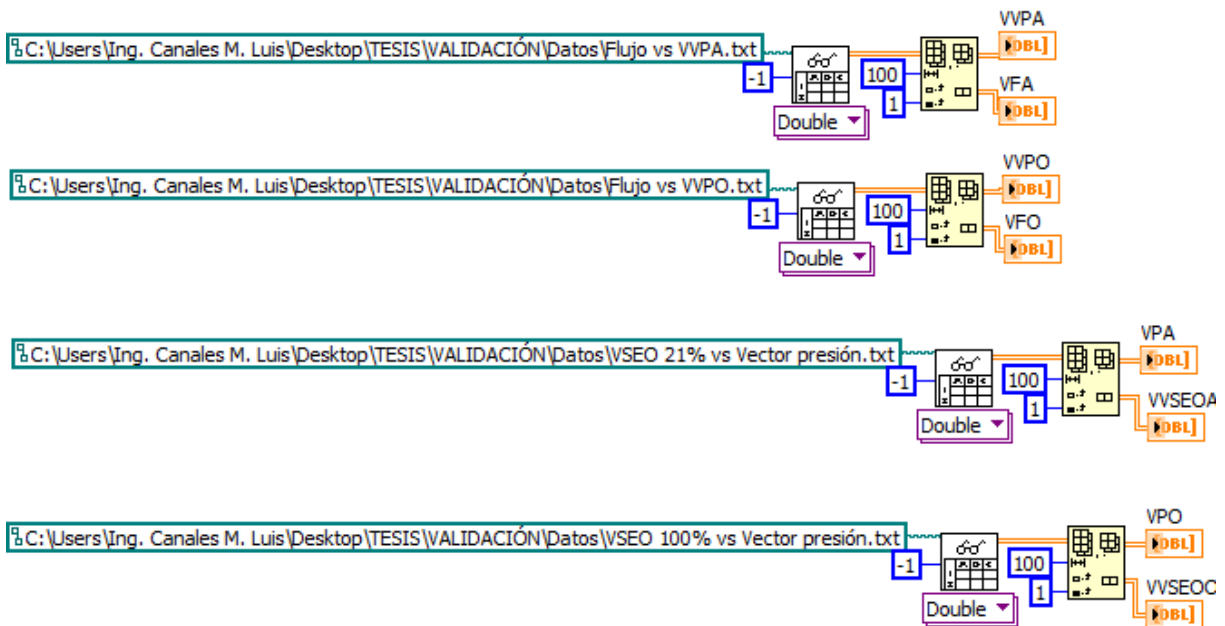 VVPA
C:\Users\Ing. Canales M. Luis\Desktop\TESIS\VALIDACIÓN\Datos\Flujo vs VVPA.txt
-1
100
1
Double
DBL
VFA
DBL
VVPO
C:\Users\Ing. Canales M. Luis\Desktop\TESIS\VALIDACIÓN\Datos\Flujo vs VVPO.txt
-1
100
1
Double
DBL
VFO
DBL
VPA
C:\Users\Ing. Canales M. Luis\Desktop\TESIS\VALIDACIÓN\Datos\VSEO 21% vs Vector presión.txt
-1
100
1
Double
DBL
VVSEOA
DBL
VPO
C:\Users\Ing. Canales M. Luis\Desktop\TESIS\VALIDACIÓN\Datos\VSEO 100% vs Vector presión.txt
-1
100
1
Double
DBL
VVSEOO
DBL